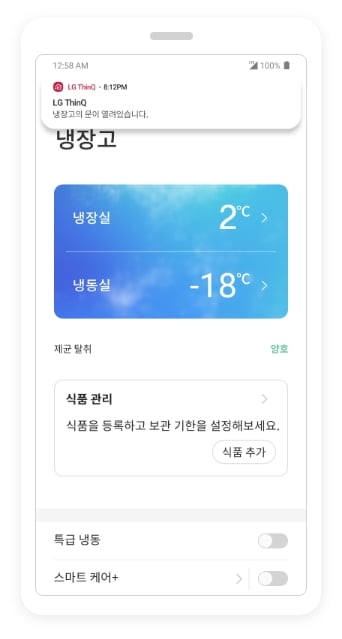 12:58 AM 100%
LG ThinQ · 8:12PM
LG ThinQ
냉장고의 문이 열려있습니다.
냉장고
냉장실 2℃
냉동실 -18℃
제균 탈취 양호
식품 관리
식품을 등록하고 보관 기한을 설정해보세요.
식품 추가
특급 냉동
스마트 케어+